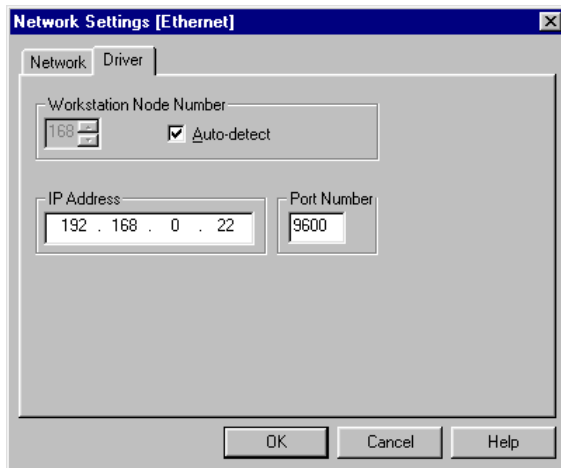 Network Settings [Ethernet]
Network Driver
Workstation Node Number
168 Auto-detect
IP Address Port Number
192 . 168 . 0 . 22 9600
OK Cancel Help